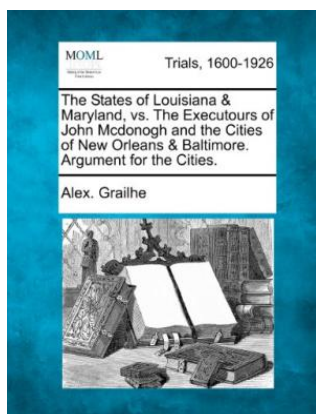 MOML
Trials, 1600-1926
The States of Louisiana &
Maryland, vs. The Executours of
John Mcdonogh and the Cities
of New Orleans & Baltimore.
Argument for the Cities.
Alex. Grailhe